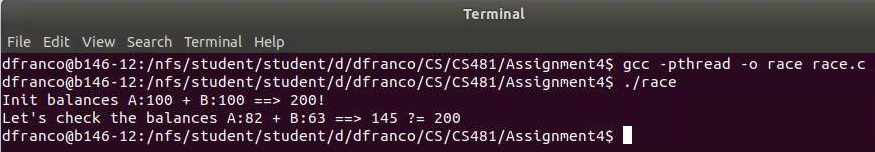 Terminal
File Edit View Search Terminal Help
dfranco@b146-12:/nfs/student/student/d/dfranco/CS/CS481/Assignment4$ gcc -pthread -o race race.c
dfranco@b146-12:/nfs/student/student/d/dfranco/CS/CS481/Assignment4$ ./race
Init balances A:100 + B:100 ==> 200!
Let's check the balances A:82 + B:63 ==> 145 ?= 200
dfranco@b146-12:/nfs/student/student/d/dfranco/CS/CS481/Assignment4$